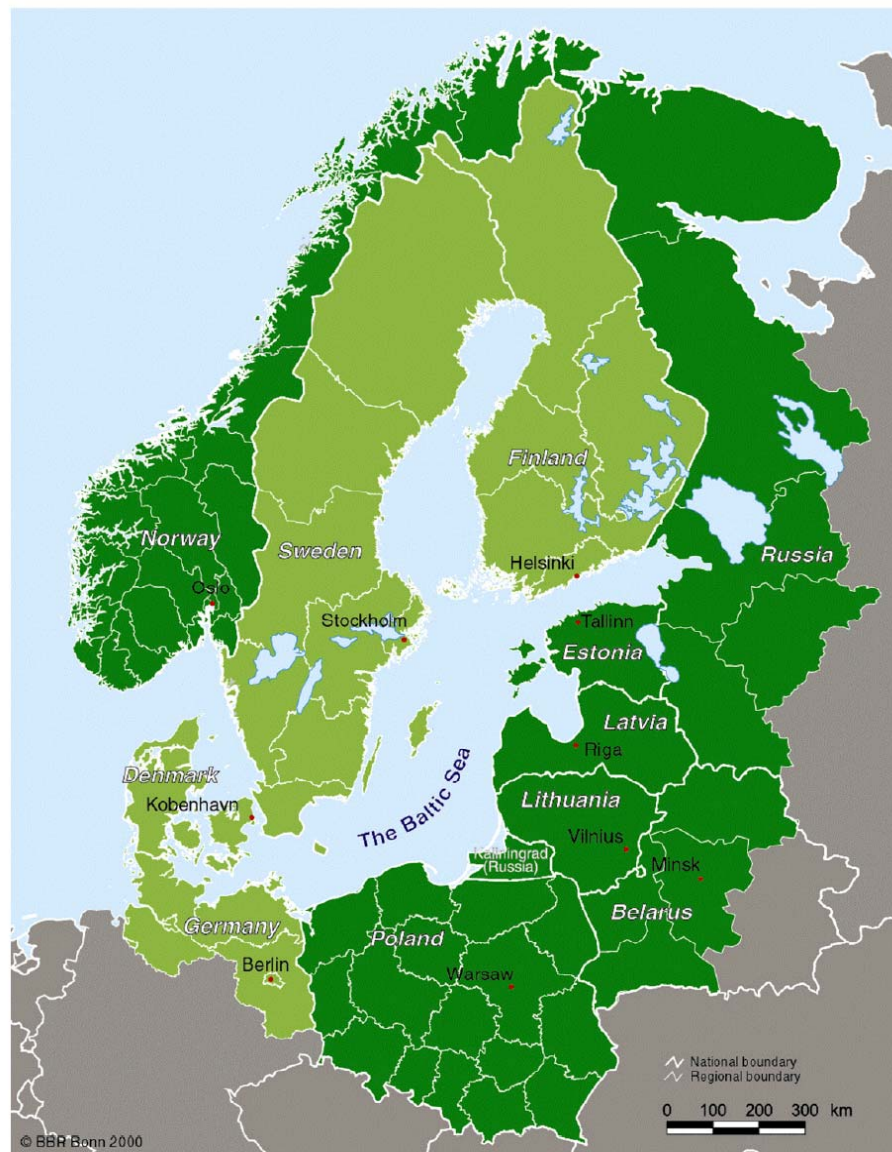 Norway
Oslo
Sweden
Finland
Helsinki
Russia
Stockholm
Tallinn
Estonia
Latvia
Riga
Denmark
Kobenhavn
The Baltic Sea
Lithuania
Vilnius
Kaliningrad
(Russia)
Minsk
Belarus
Germany
Poland
Berlin
Warsaw
National boundary
Regional boundary
0 100 200 300 km
© BBR Bonn 2000